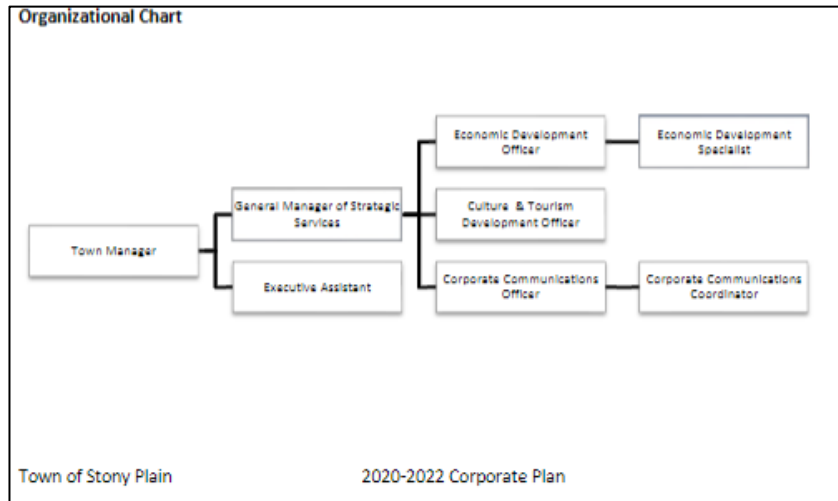 Organizational Chart
Economic Development
Officer
Economic Development
Specialist
General Manager of Strategic
Services
Culture & Tourism
Development Officer
Town Manager
Executive Assistant
Corporate Communications
Officer
Corporate Communications
Coordinator
Town of Stony Plain
2020-2022 Corporate Plan